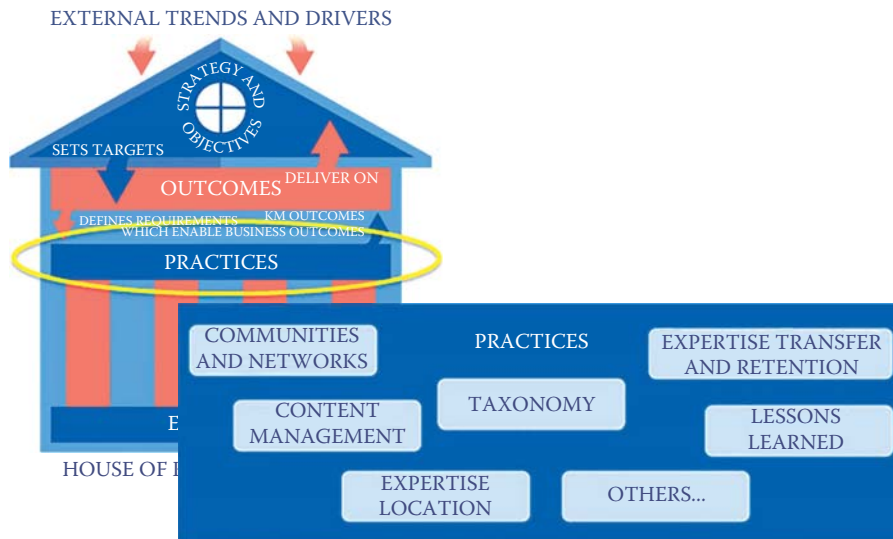 EXTERNAL TRENDS AND DRIVERS
STRATEGY AND
OBJECTIVES
SETS TARGETS
OUTCOMES
DELIVER ON
DEFINES REQUIREMENTS
KM OUTCOMES
WHICH ENABLE BUSINESS OUTCOMES
PRACTICES
HOUSE OF
PRACTICES
COMMUNITIES
AND NETWORKS
EXPERTISE TRANSFER
AND RETENTION
TAXONOMY
CONTENT
MANAGEMENT
LESSONS
LEARNED
EXPERTISE
LOCATION
OTHERS...